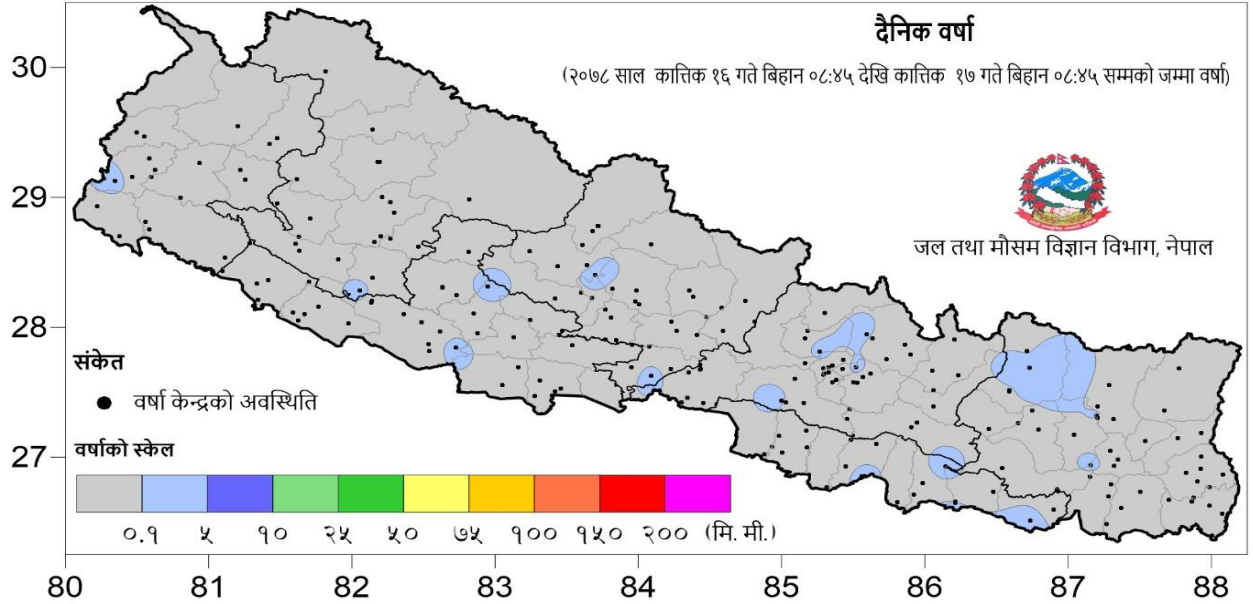 दैनिक वर्षा
(२०७८ साल कात्तिक १६ गते बिहान ०८:४५ देखि कात्तिक १७ गते बिहान ०८:४५ सम्मको जम्मा वर्षा)
जल तथा मौसम विज्ञान विभाग, नेपाल
30
29
28
27
संकेत
वर्षा केन्द्रको अवस्थिति
वर्षाको स्केल
०.१ ५ १० २५ ५० ७५ १०० १५० २०० (मि. मी.)
80 81 82 83 84 85 86 87 88